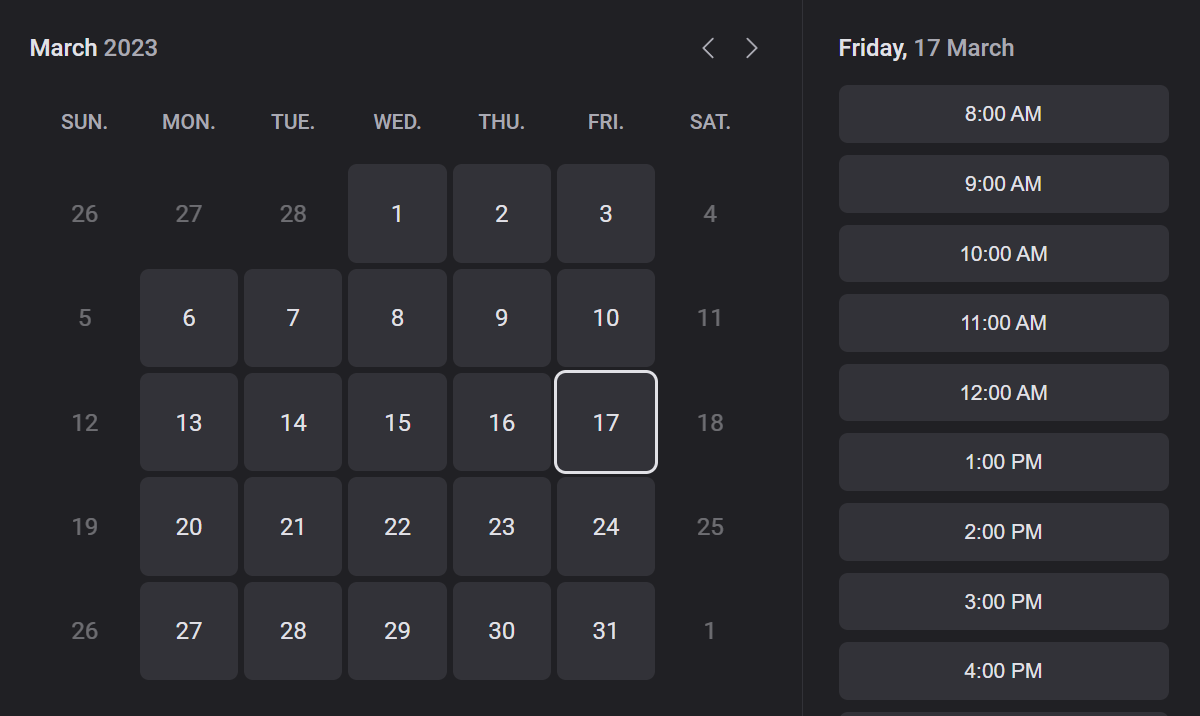 March 2023
SUN. MON. TUE. WED. THU. FRI. SAT.
26 27 28 1 2 3 4
5 6 7 8 9 10 11
12 13 14 15 16 17 18
19 20 21 22 23 24 25
26 27 28 29 30 31 1
Friday, 17 March
8:00 AM
9:00 AM
10:00 AM
11:00 AM
12:00 AM
1:00 PM
2:00 PM
3:00 PM
4:00 PM